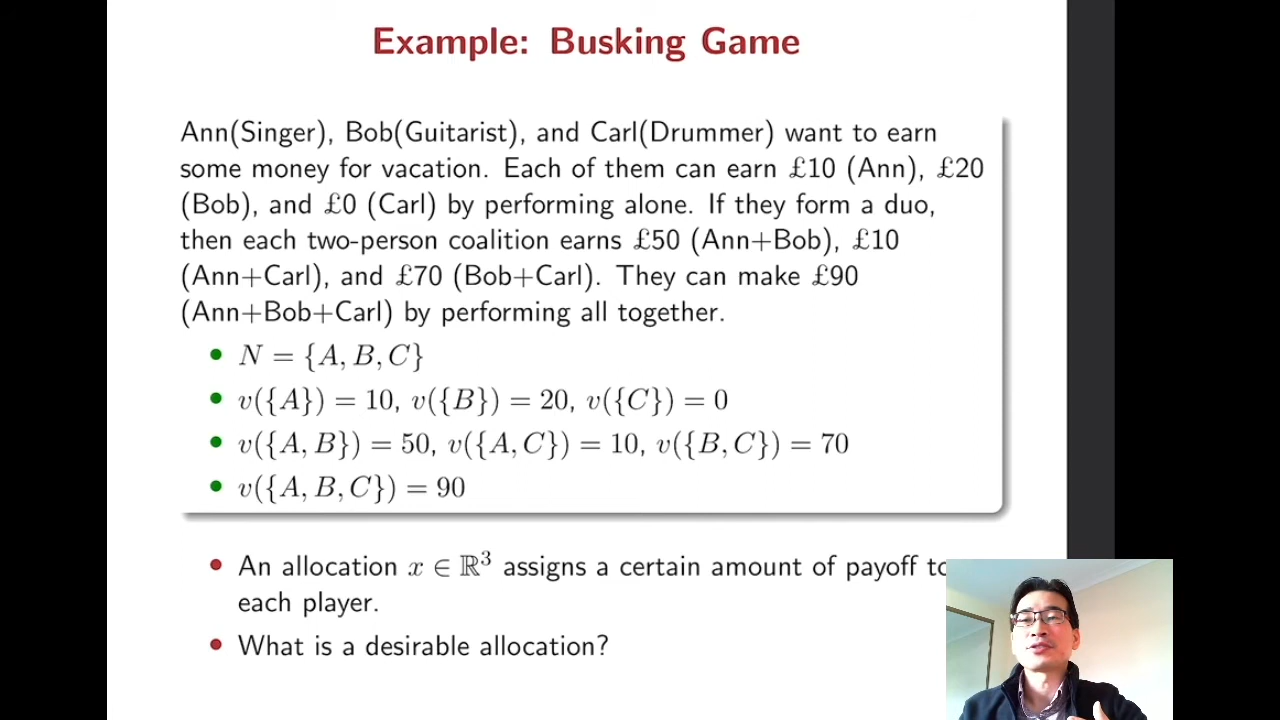 Example: Busking Game
Ann(Singer), Bob(Guitarist), and Carl(Drummer) want to earn
some money for vacation. Each of them can earn £10 (Ann), £20
(Bob), and £0 (Carl) by performing alone. If they form a duo,
then each two-person coalition earns £50 (Ann+Bob), £10
(Ann+Carl), and £70 (Bob+Carl). They can make £90
(Ann+Bob+Carl) by performing all together.
• N = {A, B, C}
• v({A}) = 10, v({B}) = 20, v({C}) = 0
• v({A, B}) = 50, v({A, C}) = 10, v({B, C}) = 70
• v({A, B, C}) = 90
• An allocation x ∈ ℝ³ assigns a certain amount of payoff to
each player.
• What is a desirable allocation?